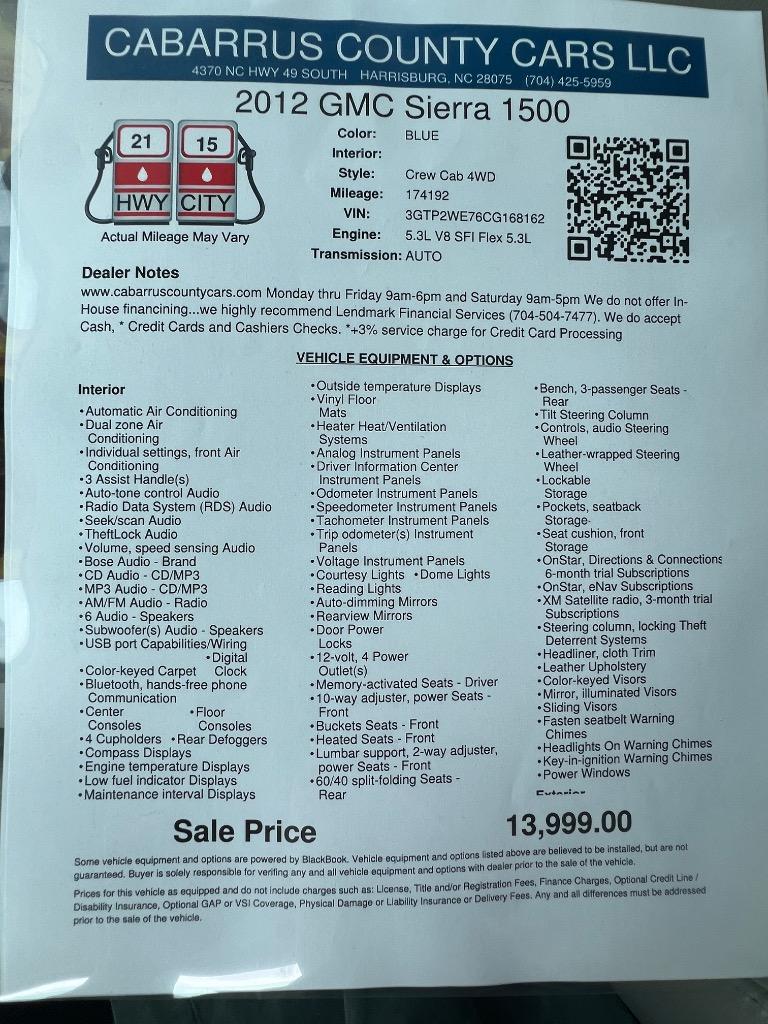 CABARRUS COUNTY CARS LLC
4370 NC HWY 49 SOUTH HARRISBURG, NC 28075 (704) 425-5959
2012 GMC Sierra 1500
21 15
HWY CITY
Actual Mileage May Vary
Color: BLUE
Interior:
Style: Crew Cab 4WD
Mileage: 174192
VIN: 3GTP2WE76CG168162
Engine: 5.3L V8 SFI Flex 5.3L
Transmission: AUTO
Dealer Notes
www.cabarruscountycars.com Monday thru Friday 9am-6pm and Saturday 9am-5pm We do not offer In-
House financining...we highly recommend Lendmark Financial Services (704-504-7477). We do accept
Cash, * Credit Cards and Cashiers Checks. *+3% service charge for Credit Card Processing
VEHICLE EQUIPMENT & OPTIONS
Interior
•Automatic Air Conditioning
•Dual zone Air
Conditioning
•Individual settings, front Air
Conditioning
•3 Assist Handle(s)
•Auto-tone control Audio
•Radio Data System (RDS) Audio
•Seek/scan Audio
•TheftLock Audio
•Volume, speed sensing Audio
•Bose Audio - Brand
•CD Audio - CD/MP3
•MP3 Audio - CD/MP3
•AM/FM Audio - Radio
•6 Audio - Speakers
•Subwoofer(s) Audio - Speakers
•USB port Capabilities/Wiring
•Digital
•Color-keyed Carpet Clock
•Bluetooth, hands-free phone
Communication
•Center •Floor
Consoles Consoles
•4 Cupholders •Rear Defoggers
•Compass Displays
•Engine temperature Displays
•Low fuel indicator Displays
•Maintenance interval Displays
•Outside temperature Displays
•Vinyl Floor
Mats
•Heater Heat/Ventilation
Systems
•Analog Instrument Panels
•Driver Information Center
Instrument Panels
•Odometer Instrument Panels
•Speedometer Instrument Panels
•Tachometer Instrument Panels
•Trip odometer(s) Instrument
Panels
•Voltage Instrument Panels
•Courtesy Lights •Dome Lights
•Reading Lights
•Auto-dimming Mirrors
•Rearview Mirrors
•Door Power
Locks
•12-volt, 4 Power
Outlet(s)
•Memory-activated Seats - Driver
•10-way adjuster, power Seats -
Front
•Buckets Seats - Front
•Heated Seats - Front
•Lumbar support, 2-way adjuster,
power Seats - Front
•60/40 split-folding Seats -
Rear
•Bench, 3-passenger Seats -
Rear
•Tilt Steering Column
•Controls, audio Steering
Wheel
•Leather-wrapped Steering
Wheel
•Lockable
Storage
•Pockets, seatback
Storage
•Seat cushion, front
Storage
•OnStar, Directions & Connections
6-month trial Subscriptions
•OnStar, eNav Subscriptions
•XM Satellite radio, 3-month trial
Subscriptions
•Steering column, locking Theft
Deterrent Systems
•Headliner, cloth Trim
•Leather Upholstery
•Color-keyed Visors
•Mirror, illuminated Visors
•Sliding Visors
•Fasten seatbelt Warning
Chimes
•Headlights On Warning Chimes
•Key-in-ignition Warning Chimes
•Power Windows
Exterior
Sale Price 13,999.00
Some vehicle equipment and options are powered by BlackBook. Vehicle equipment and options listed above are believed to be installed, but are not
guaranteed. Buyer is solely responsible for verifing any and all vehicle equipment and options with dealer prior to the sale of the vehicle.
Prices for this vehicle as equipped and do not include charges such as: License, Title and/or Registration Fees, Finance Charges, Optional Credit Line /
Disability Insurance, Optional GAP or VSI Coverage, Physical Damage or Liability Insurance or Delivery Fees. Any and all differences must be addressed
prior to the sale of the vehicle.